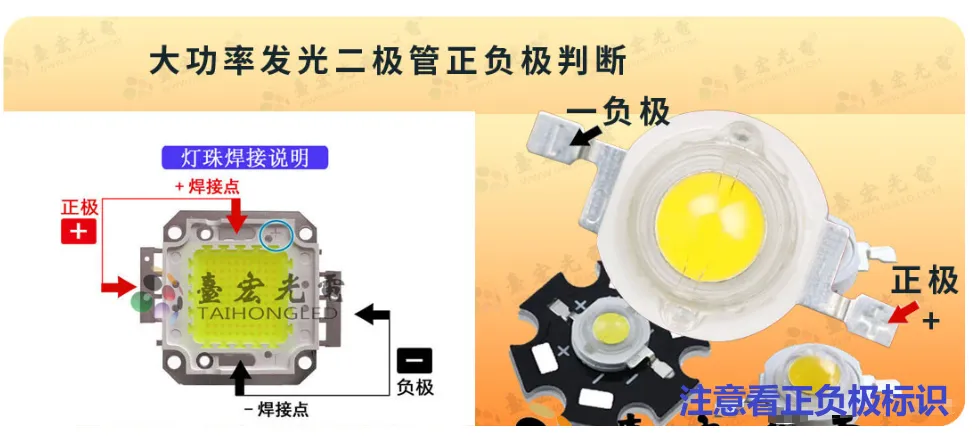 大功率发光二极管正负极判断
一负极
灯珠焊接说明
+焊接点
正极
+
臺宏光電
TAIHONGLED
正极
+
-
负极
-焊接点
注意看正负极标识